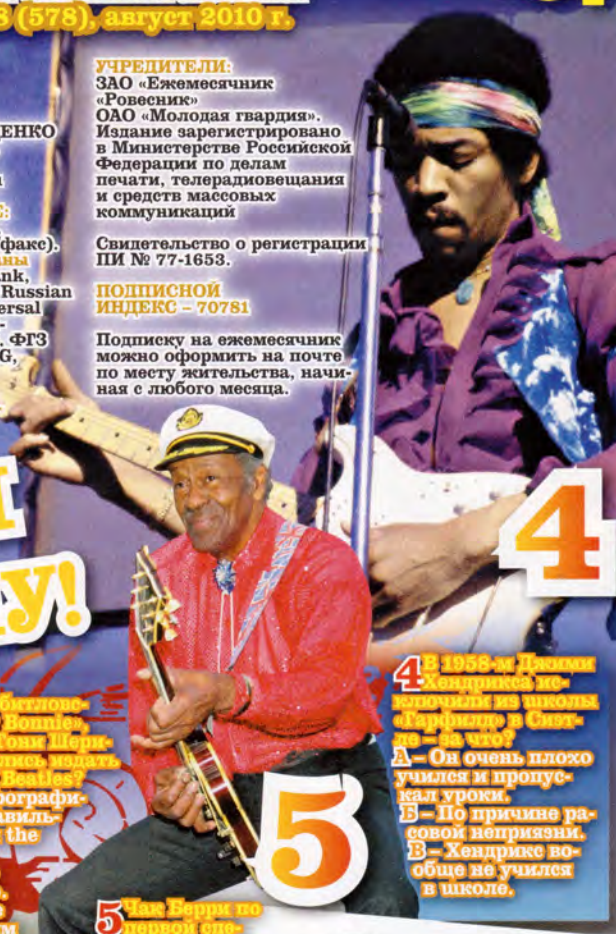 8 (578), август 2010 г.
ЕНКО
факс).
nk,
Russian
ersal
ФГЗ
G,
УЧРЕДИТЕЛИ:
ЗАО «Ежемесячник
«Ровесник»
ОАО «Молодая гвардия».
Издание зарегистрировано
в Министерстве Российской
Федерации по делам
печати, телерадиовещания
и средств массовых
коммуникаций
Свидетельство о регистрации
ПИ № 77-1653.
ПОДПИСНОЙ
ИНДЕКС – 70781
Подписку на ежемесячник
можно оформить на почте
по месту жительства, начи-
ная с любого месяца.
У!
4
5
битловс-
Bonnie»,
Тони Шери-
лись издать
Beatles?
ографи-
авиль-
the
4 В 1958-м Джими
Хендрикса ис-
ключили из школы
«Гарфилд» в Сиэт-
ле – за что?
А – Он очень плохо
учился и пропус-
кал уроки.
Б – По причине ра-
совой неприязни.
В – Хендрикс во-
обще не учился
в школе.
5 Чак Берри по
первой спе-